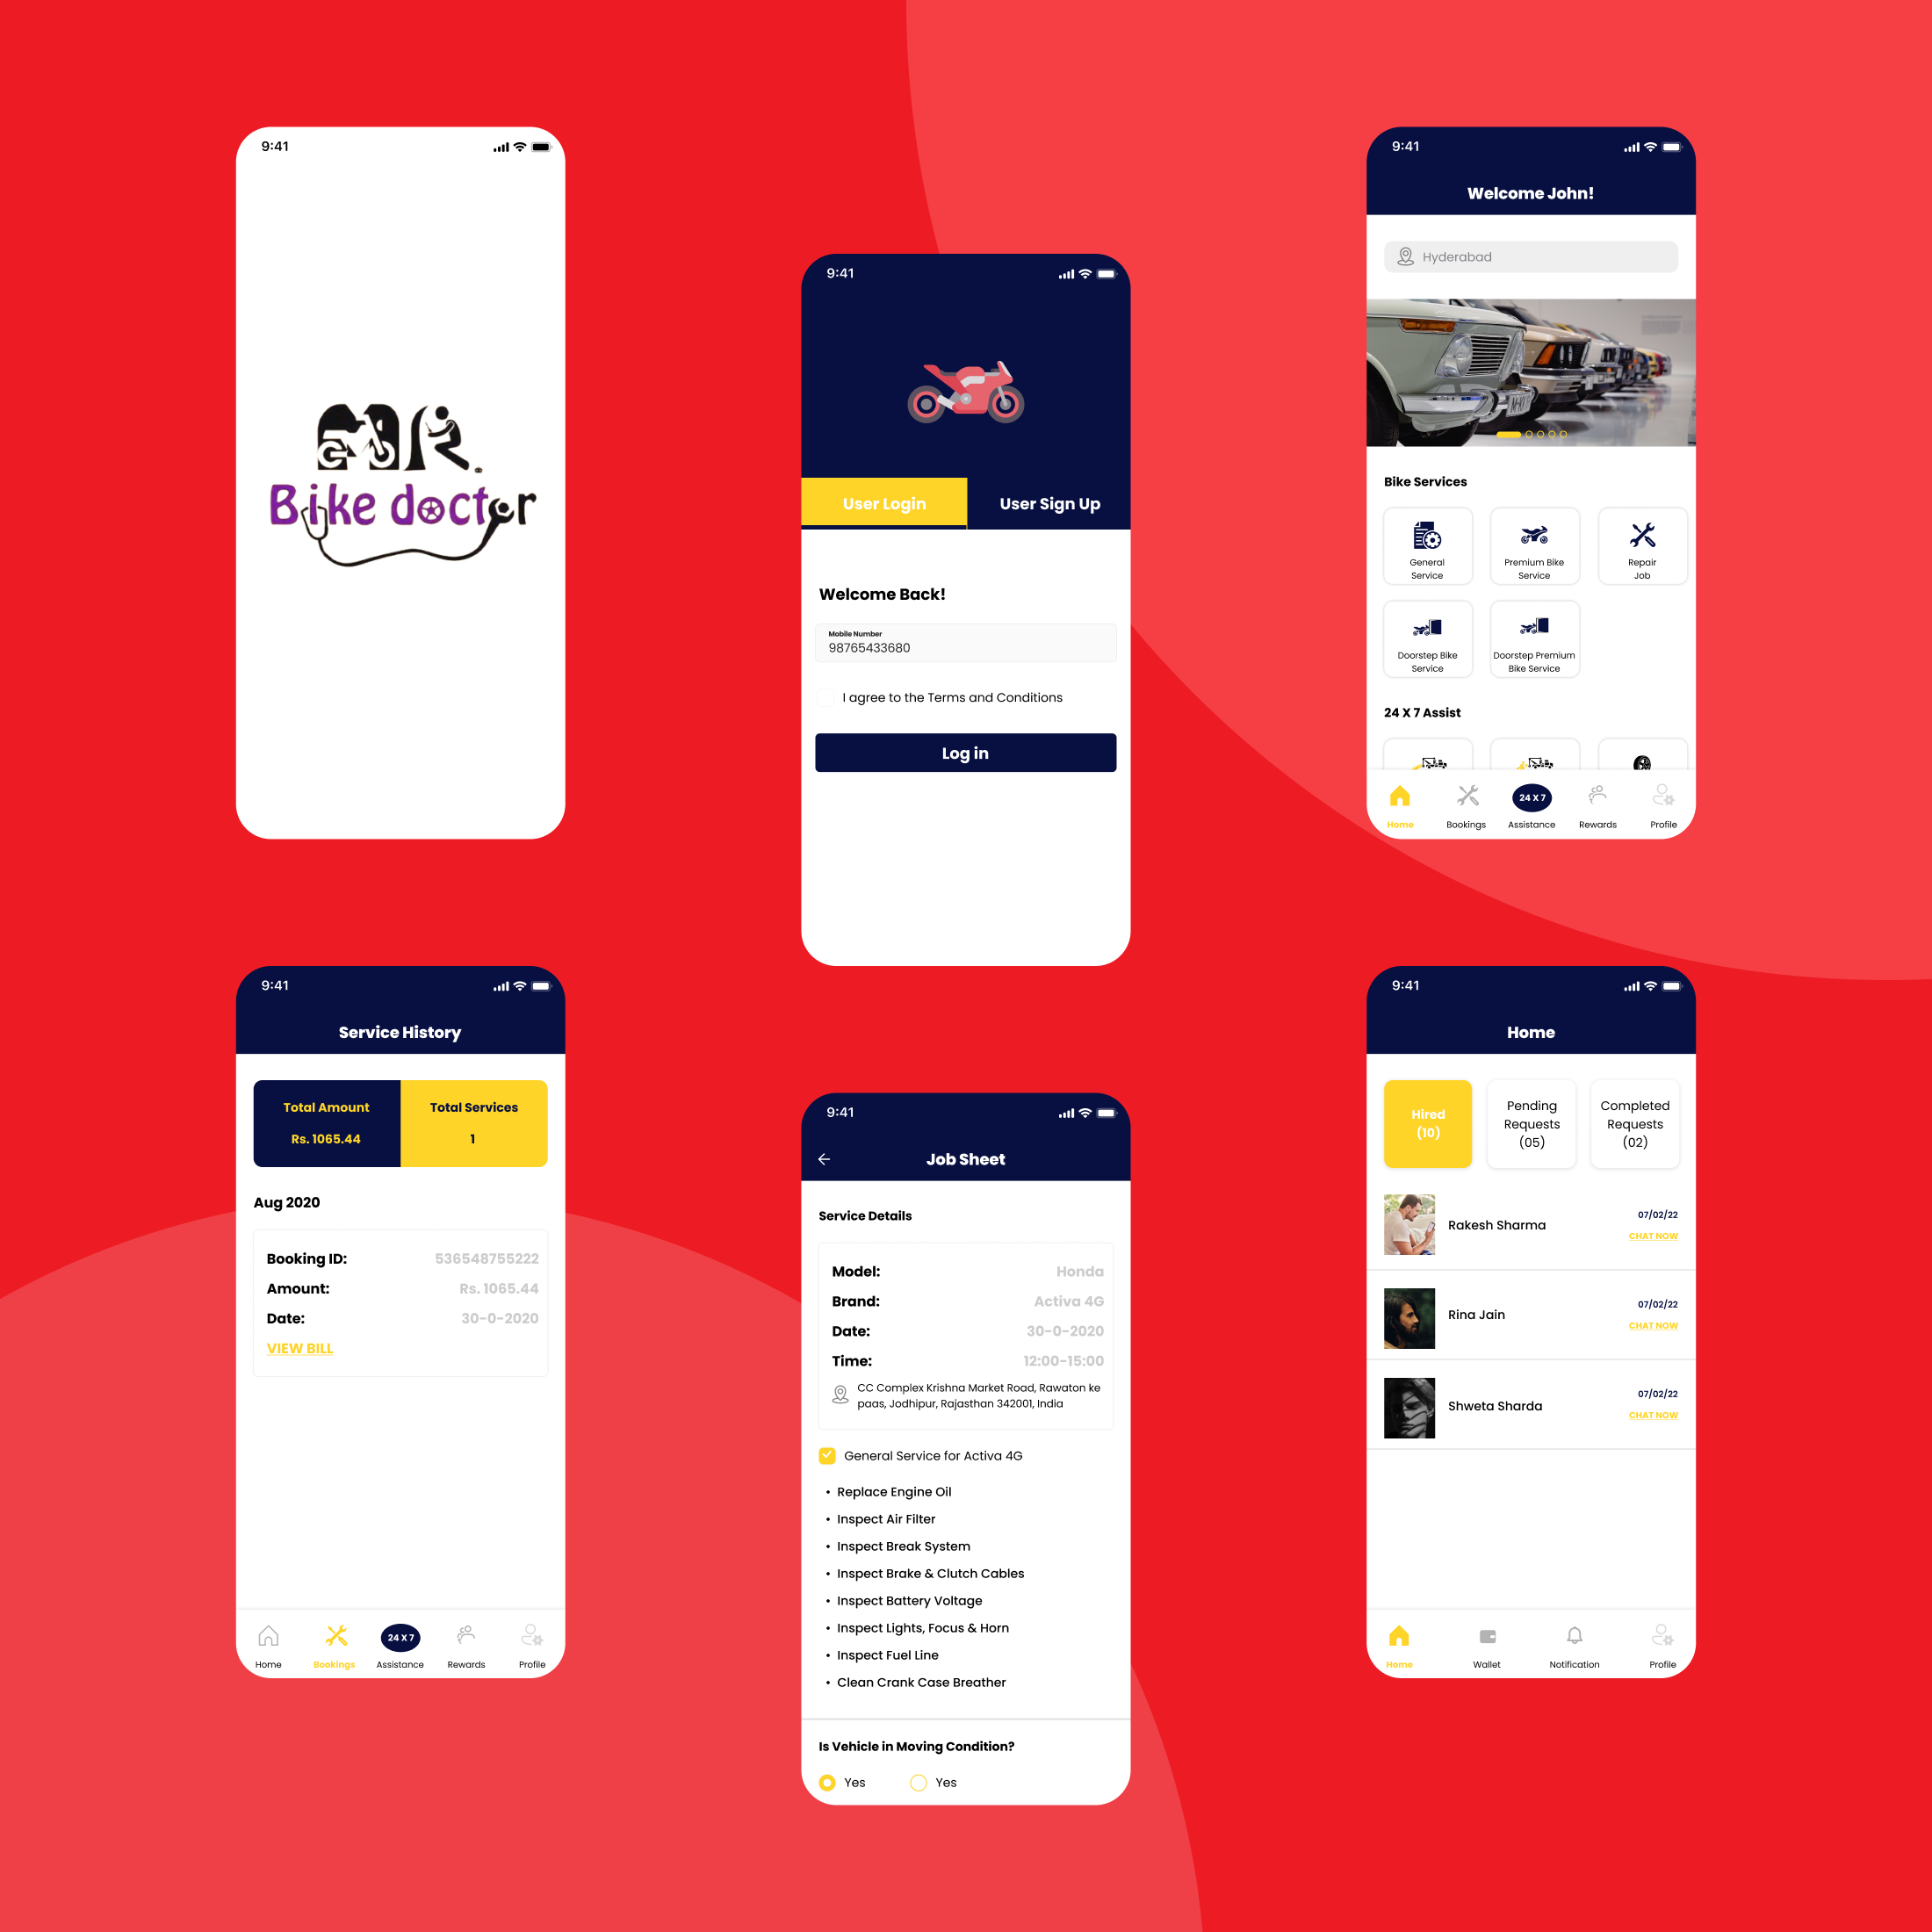 9:41
MR.
Bike doctor
9:41
User Login
User Sign Up
Welcome Back!
Mobile Number
98765433680
I agree to the Terms and Conditions
Log in
9:41
Welcome John!
Hyderabad
Bike Services
General
Service
Premium Bike
Service
Repair
Job
Doorstep Bike
Service
Doorstep Premium
Bike Service
24 X 7 Assist
24 X 7
Home
Bookings
Assistance
Rewards
Profile
9:41
Service History
Total Amount
Rs. 1065.44
Total Services
1
Aug 2020
Booking ID: 536548755222
Amount: Rs. 1065.44
Date: 30-0-2020
VIEW BILL
24 X 7
Home
Bookings
Assistance
Rewards
Profile
9:41
Job Sheet
Service Details
Model: Honda
Brand: Activa 4G
Date: 30-0-2020
Time: 12:00-15:00
CC Complex Krishna Market Road, Rawaton ke
paas, Jodhipur, Rajasthan 342001, India
General Service for Activa 4G
• Replace Engine Oil
• Inspect Air Filter
• Inspect Break System
• Inspect Brake & Clutch Cables
• Inspect Battery Voltage
• Inspect Lights, Focus & Horn
• Inspect Fuel Line
• Clean Crank Case Breather
Is Vehicle in Moving Condition?
Yes
Yes
9:41
Home
Hired
(10)
Pending
Requests
(05)
Completed
Requests
(02)
Rakesh Sharma
07/02/22
CHAT NOW
Rina Jain
07/02/22
CHAT NOW
Shweta Sharda
07/02/22
CHAT NOW
Home
Wallet
Notification
Profile